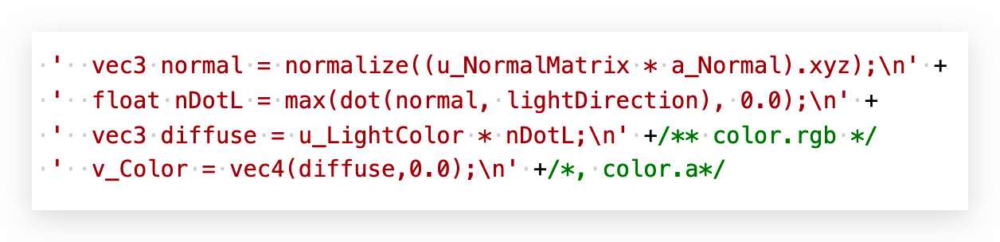 ' vec3 normal = normalize((u_NormalMatrix * a_Normal).xyz);\n' +
' float nDotL = max(dot(normal, lightDirection), 0.0);\n' +
' vec3 diffuse = u_LightColor * nDotL;\n' +/** color.rgb */
' v_Color = vec4(diffuse,0.0);\n' +/*, color.a*/